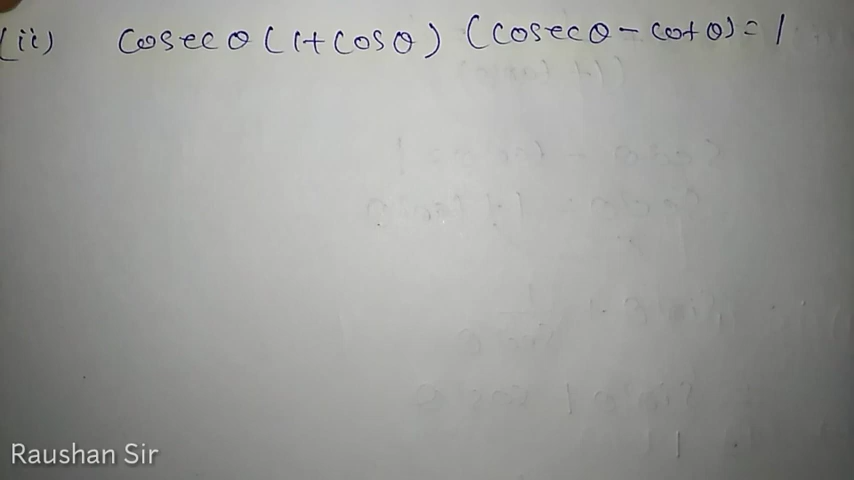 (ii) cosecθ (1+cosθ) (cosecθ - cotθ) = 1
Raushan Sir